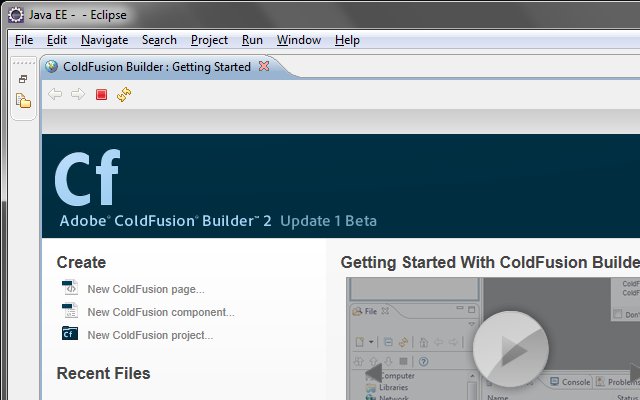 Java EE - - Eclipse
File Edit Navigate Search Project Run Window Help
ColdFusion Builder : Getting Started
Cf
Adobe® ColdFusion® Builder™ 2 Update 1 Beta
Create
New ColdFusion page...
New ColdFusion component...
Cf New ColdFusion project...
Recent Files
Getting Started With ColdFusion Builde
ColdF
ColdF
Don'
File
Computer
Libraries
Network
Console Problems
Name Status